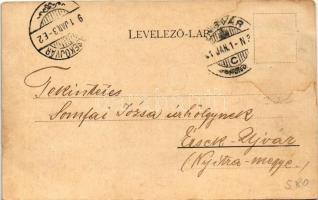 LEVELEZŐ-LAP
Tekintetes
Somfai Józsa úrhölgynek
Érsek-Ujvár
(Nyitra-megye.)